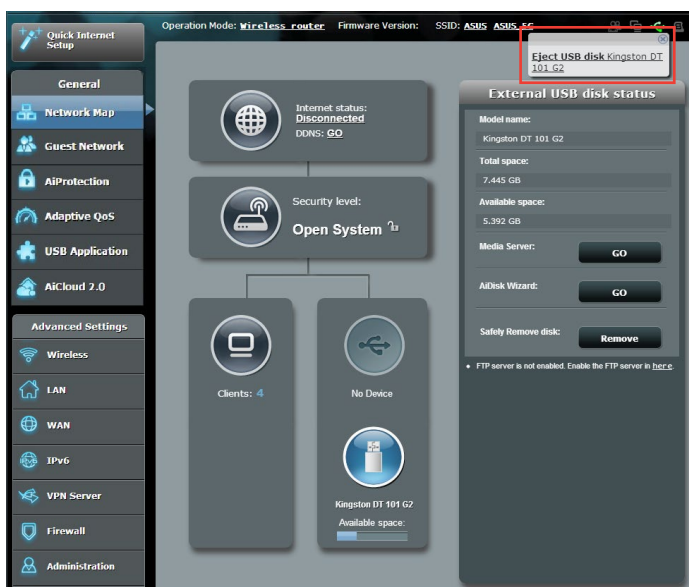 Quick Internet
Setup
Operation Mode: Wireless router Firmware Version: SSID: ASUS ASUS_5G
Eject USB disk Kingston DT
101 G2
General
Network Map
Guest Network
AiProtection
Adaptive QoS
USB Application
AiCloud 2.0
Advanced Settings
Wireless
LAN
WAN
IPv6
VPN Server
Firewall
Administration
Internet status:
Disconnected
DDNS: GO
Security level:
Open System
Clients: 4
No Device
Kingston DT 101 G2
Available space:
External USB disk status
Model name:
Kingston DT 101 G2
Total space:
7.445 GB
Available space:
5.392 GB
Media Server: GO
AiDisk Wizard: GO
Safely Remove disk: Remove
• FTP server is not enabled. Enable the FTP server in here.